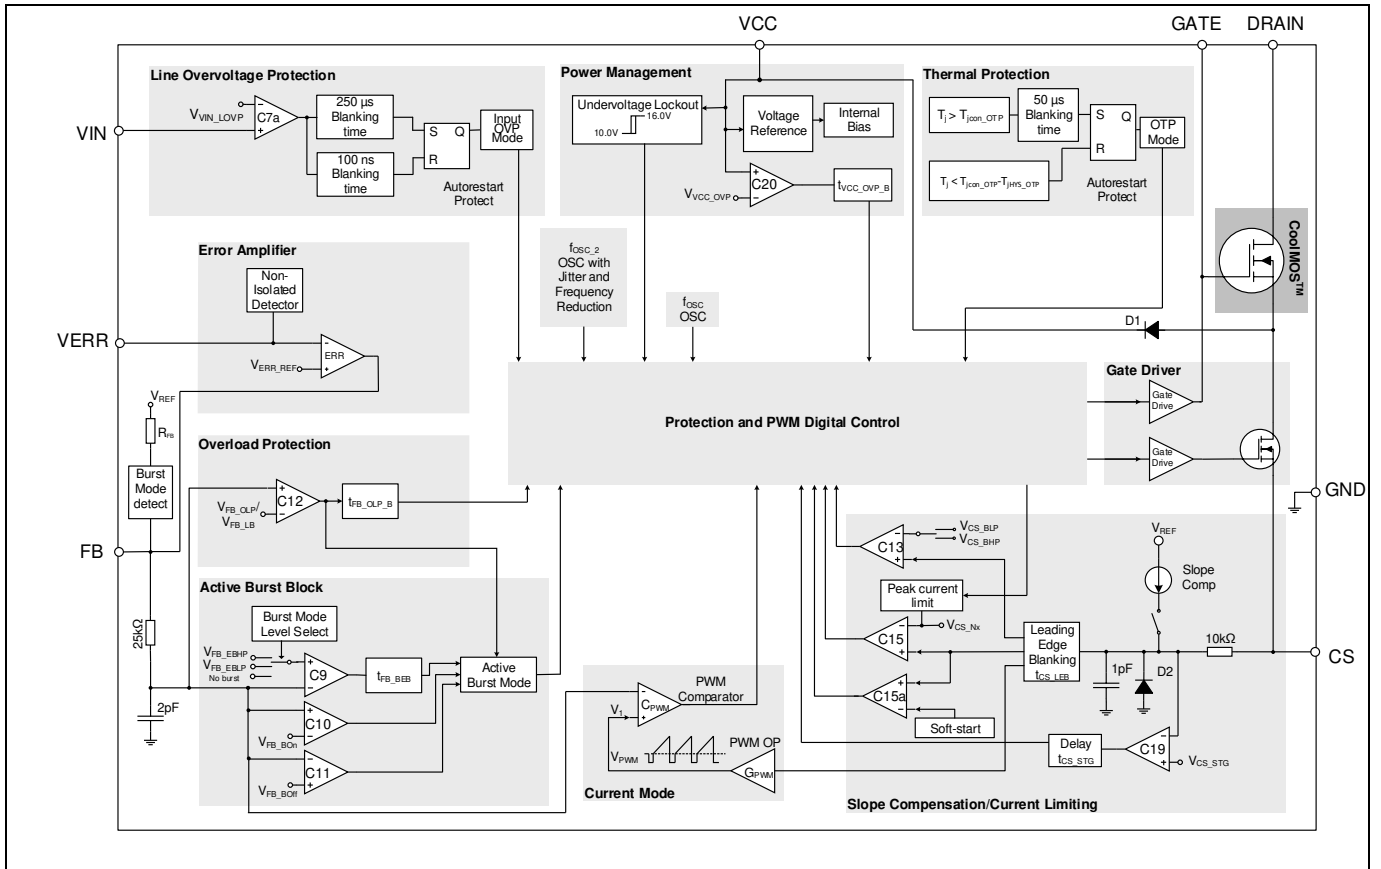 VCC
GATE
DRAIN
Line Overvoltage Protection
V_VIN_LOVP
−
+
C7a
250 µs
Blanking
time
100 ns
Blanking
time
S
Q
R
Input
OVP
Mode
Autorestart
Protect
VIN
Power Management
Undervoltage Lockout
16.0V
10.0V
Voltage
Reference
Internal
Bias
+
C20
−
V_VCC_OVP
t_VCC_OVP_B
Thermal Protection
T_j > T_jcon_OTP
50 µs
Blanking
time
T_j < T_jcon_OTP-T_jHYS_OTP
S
Q
R
OTP
Mode
Autorestart
Protect
CoolMOS™
Error Amplifier
Non-
Isolated
Detector
VERR
−
ERR
+
V_ERR_REF
f_OSC_2
OSC with
Jitter and
Frequency
Reduction
f_OSC
OSC
D1
Protection and PWM Digital Control
Gate Driver
Gate
Drive
Gate
Drive
GND
V_REF
R_FB
Burst
Mode
detect
FB
25kΩ
2pF
Overload Protection
+
C12
−
V_FB_OLP/
V_FB_LB
t_FB_OLP_B
Active Burst Block
Burst Mode
Level Select
V_FB_EBHP
V_FB_EBLP
No burst
+
C9
−
t_FB_BEB
Active
Burst Mode
+
C10
−
V_FB_BOn
−
C11
+
V_FB_BOff
−
C_PWM
+
PWM
Comparator
V_1
V_PWM
PWM OP
G_PWM
Current Mode
−
C13
+
V_CS_BLP
V_CS_BHP
Peak current
limit
−
C15
+
V_CS_Nx
+
C15a
−
Soft-start
Leading
Edge
Blanking
t_CS_LEB
V_REF
Slope
Comp
10kΩ
1pF
D2
CS
Delay
t_CS_STG
−
C19
+
V_CS_STG
Slope Compensation/Current Limiting